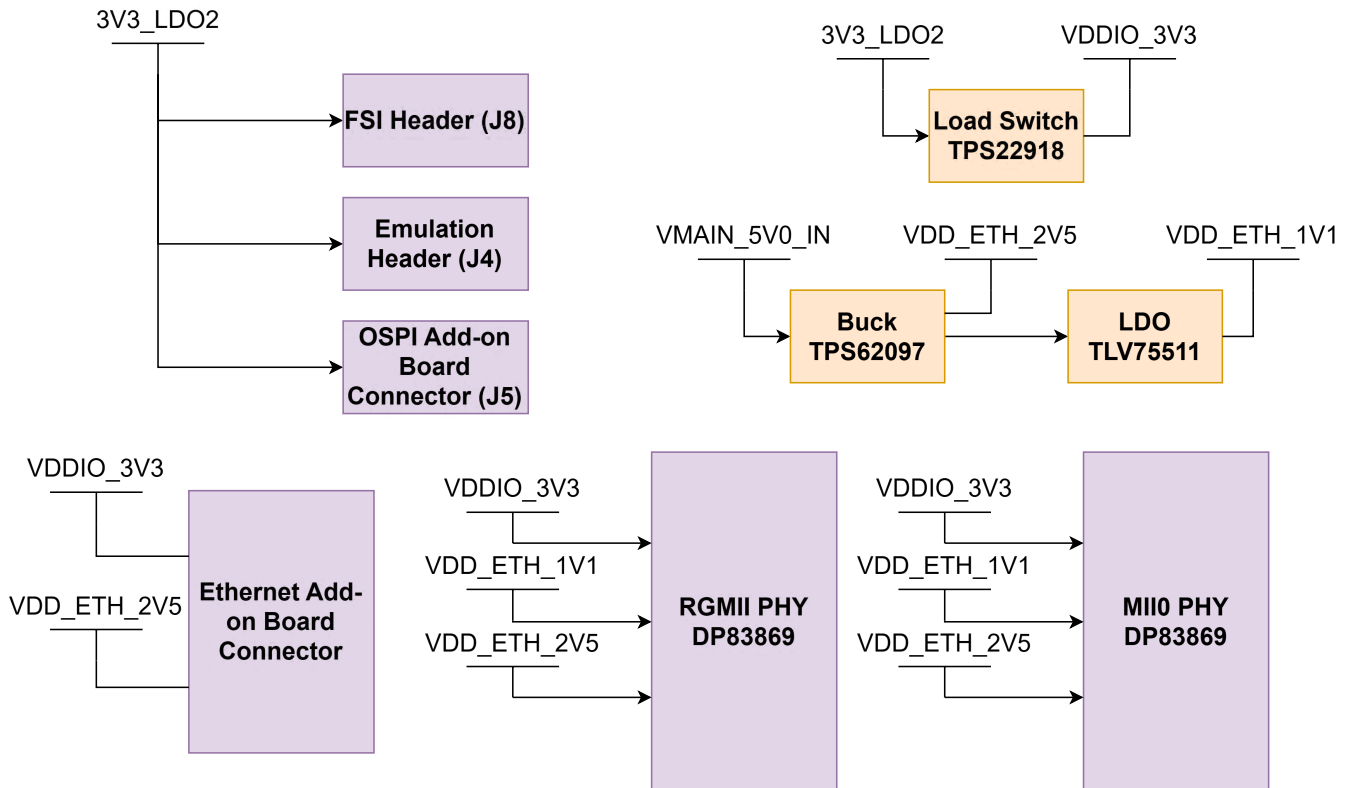 3V3_LDO2
FSI Header (J8)
Emulation
Header (J4)
OSPI Add-on
Board
Connector (J5)
3V3_LDO2
VDDIO_3V3
Load Switch
TPS22918
VMAIN_5V0_IN
VDD_ETH_2V5
VDD_ETH_1V1
Buck
TPS62097
LDO
TLV75511
VDDIO_3V3
VDD_ETH_2V5
Ethernet Add-
on Board
Connector
VDDIO_3V3
VDD_ETH_1V1
VDD_ETH_2V5
RGMII PHY
DP83869
VDDIO_3V3
VDD_ETH_1V1
VDD_ETH_2V5
MII0 PHY
DP83869